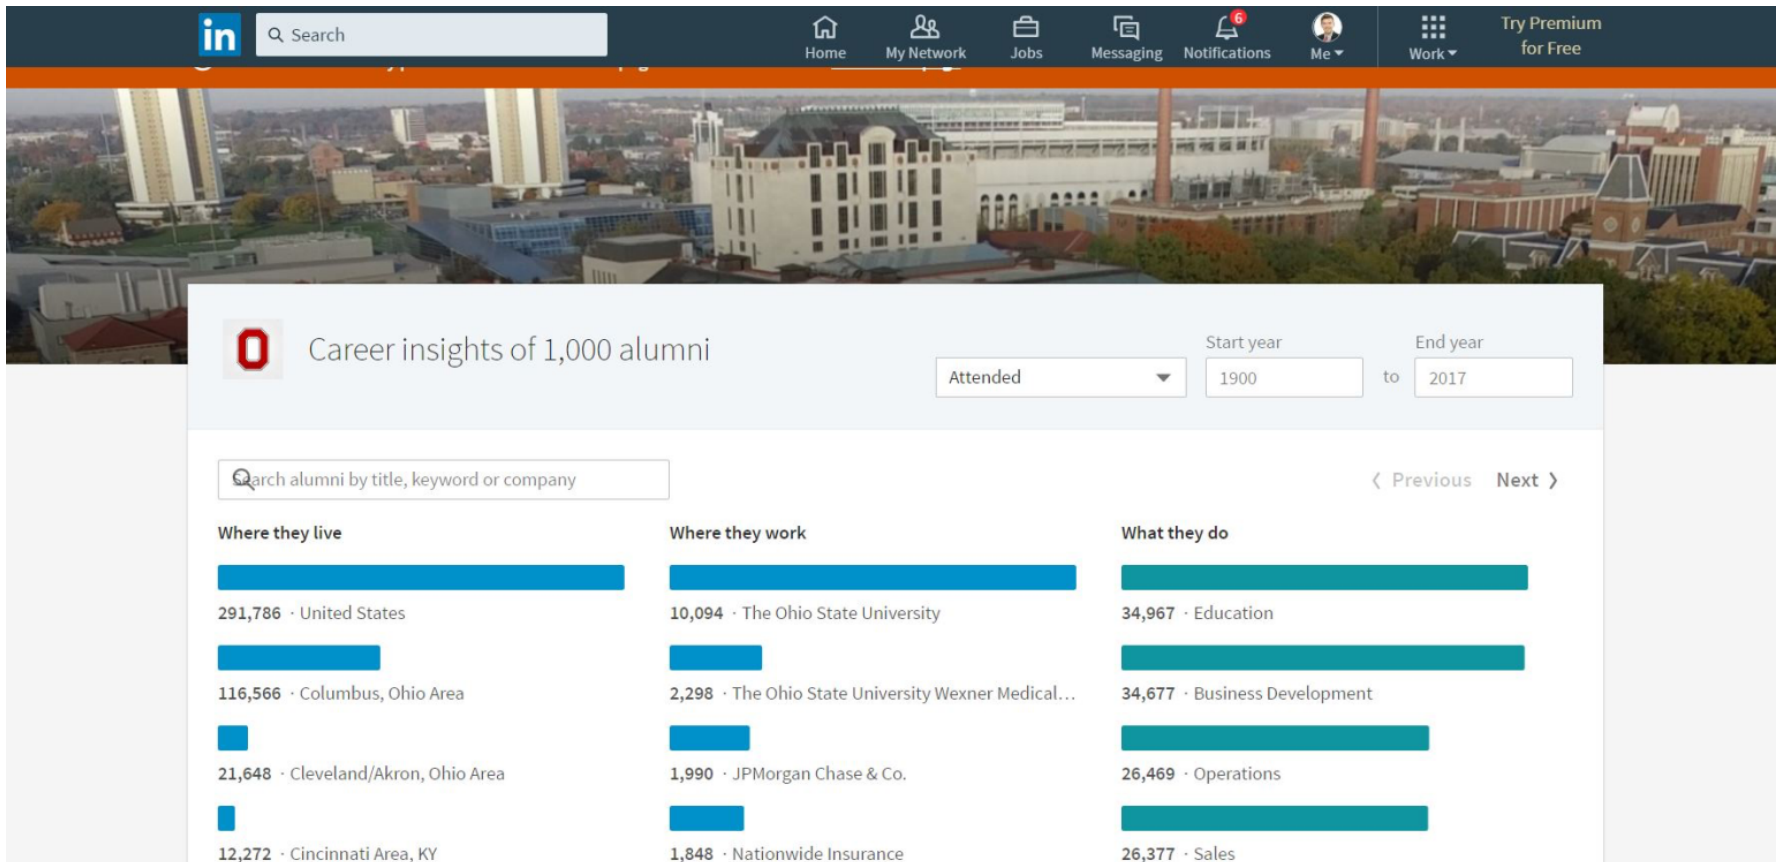 in
Search
Home
My Network
Jobs
Messaging
6
Notifications
Me
Work
Try Premium
for Free
O
Career insights of 1,000 alumni
Attended
Start year
1900
to
End year
2017
Search alumni by title, keyword or company
Previous
Next
Where they live
291,786 · United States
116,566 · Columbus, Ohio Area
21,648 · Cleveland/Akron, Ohio Area
12,272 · Cincinnati Area, KY
Where they work
10,094 · The Ohio State University
2,298 · The Ohio State University Wexner Medical...
1,990 · JPMorgan Chase & Co.
1,848 · Nationwide Insurance
What they do
34,967 · Education
34,677 · Business Development
26,469 · Operations
26,377 · Sales